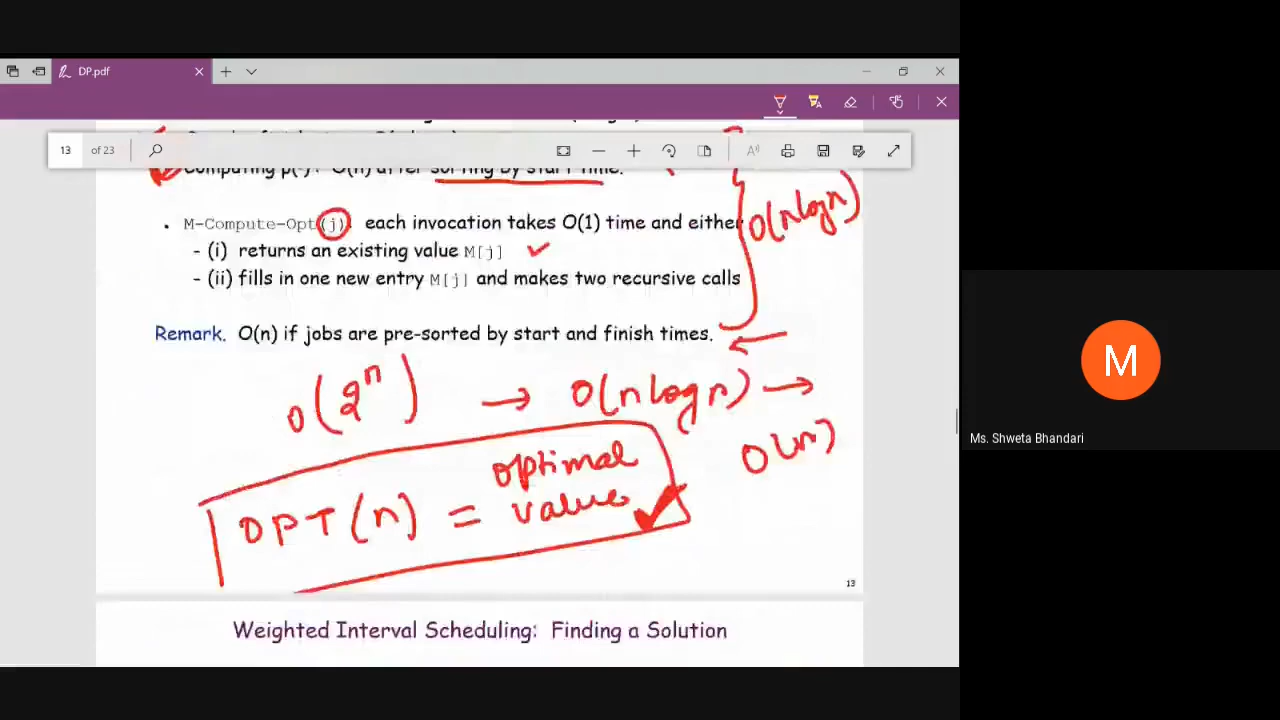 DP.pdf
13 of 23
Computing p(·): O(n) after sorting by start time.
M-Compute-Opt(j): each invocation takes O(1) time and either
- (i) returns an existing value M[j]
- (ii) fills in one new entry M[j] and makes two recursive calls
O(n log n)
Remark. O(n) if jobs are pre-sorted by start and finish times.
O(2^n) → O(n log n) →
O(n)
OPT(n) = optimal value
13
Weighted Interval Scheduling: Finding a Solution
M
Ms. Shweta Bhandari